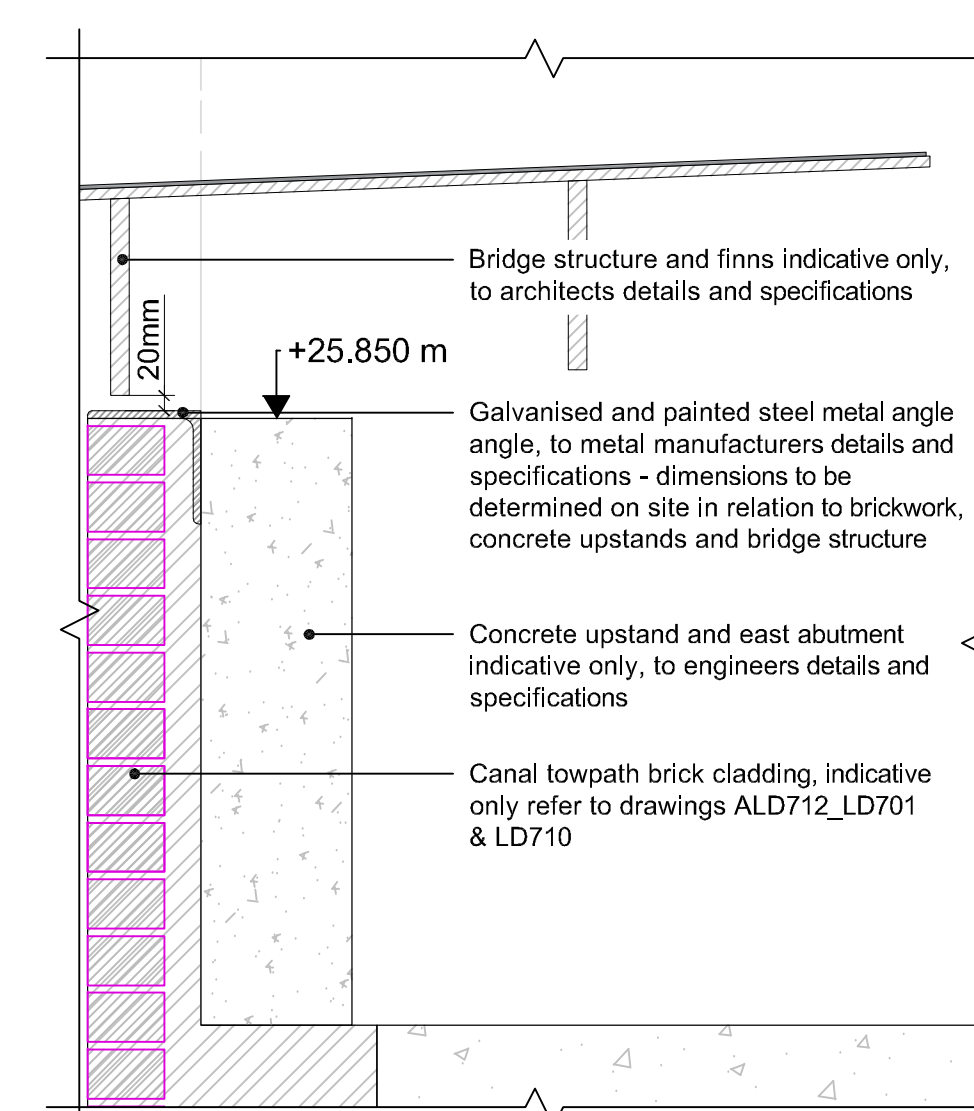 Bridge structure and finns indicative only,
to architects details and specifications
20mm
+25.850 m
Galvanised and painted steel metal angle
angle, to metal manufacturers details and
specifications - dimensions to be
determined on site in relation to brickwork,
concrete upstands and bridge structure
Concrete upstand and east abutment
indicative only, to engineers details and
specifications
Canal towpath brick cladding, indicative
only refer to drawings ALD712_LD701
& LD710